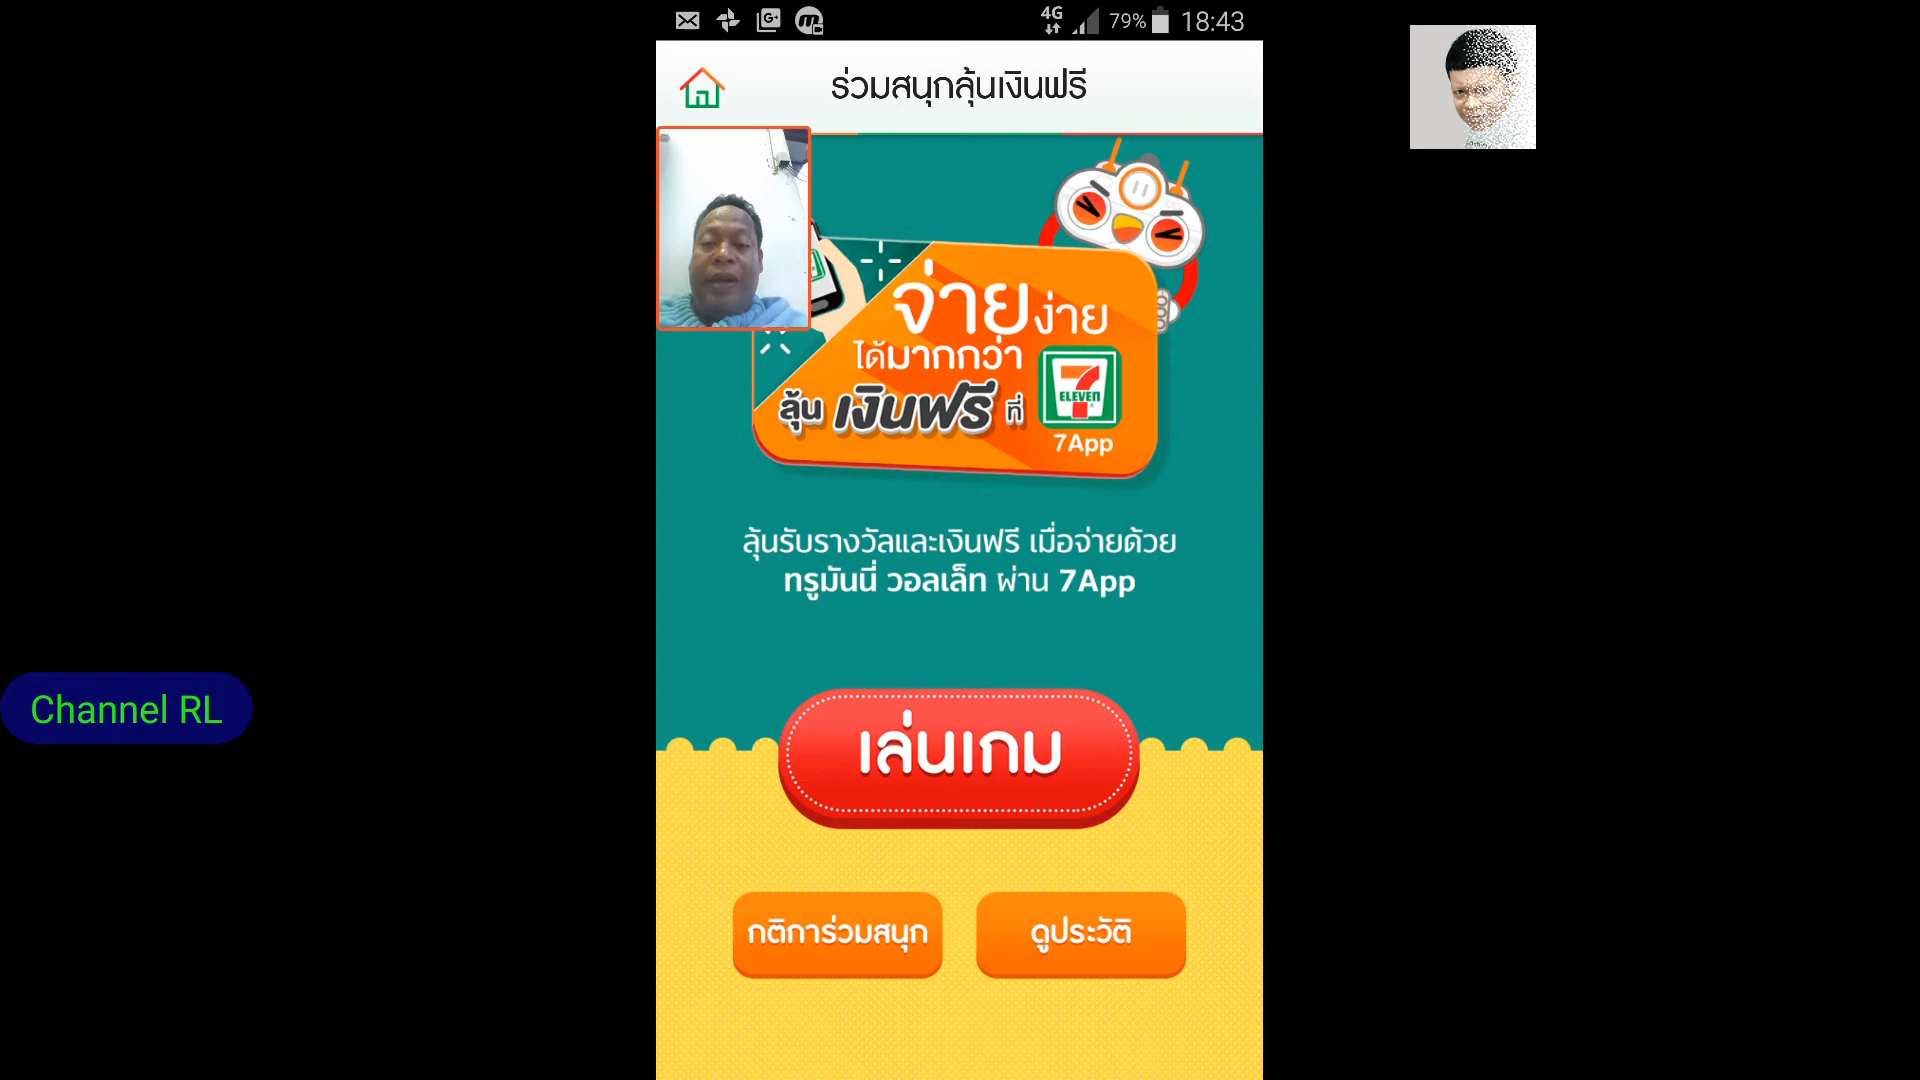 4G
79%
18:43
ร่วมสนุกลุ้นเงินฟรี
จ่ายง่าย
ได้มากกว่า
ลุ้น เงินฟรี ที่
7
ELEVEN
7App
ลุ้นรับรางวัลและเงินฟรี เมื่อจ่ายด้วย
ทรูมันนี่ วอลเล็ท ผ่าน 7App
Channel RL
เล่นเกม
กติการ่วมสนุก
ดูประวัติ